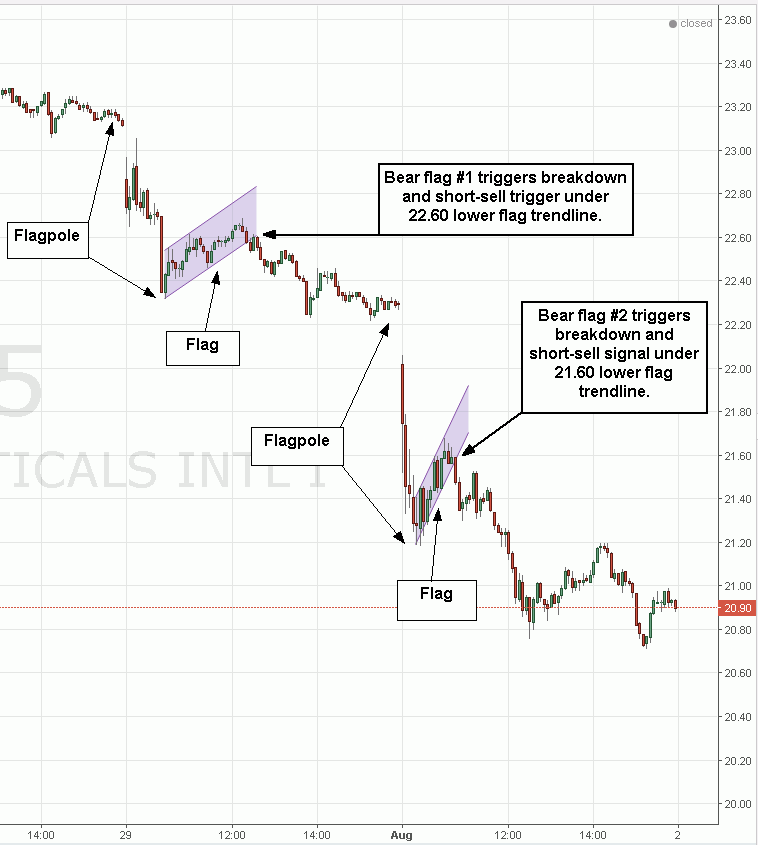 closed
23.60
23.40
23.20
23.00
22.80
22.60
22.40
22.20
22.00
21.80
21.60
21.40
21.20
21.00
20.90
20.80
20.60
20.40
20.20
20.00
Bear flag #1 triggers breakdown
and short-sell trigger under
22.60 lower flag trendline.
Flagpole
Flag
Bear flag #2 triggers
breakdown and
short-sell signal under
21.60 lower flag
trendline.
Flagpole
Flag
5
TICALS INTL I
14:00
29
12:00
14:00
Aug
12:00
14:00
2